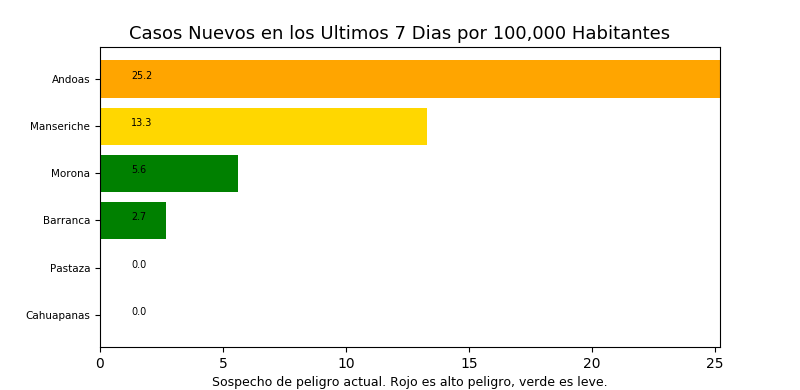 Casos Nuevos en los Ultimos 7 Dias por 100,000 Habitantes
Andoas
25.2
Manseriche
13.3
Morona
5.6
Barranca
2.7
Pastaza
0.0
Cahuapanas
0.0
0 5 10 15 20 25
Sospecho de peligro actual. Rojo es alto peligro, verde es leve.